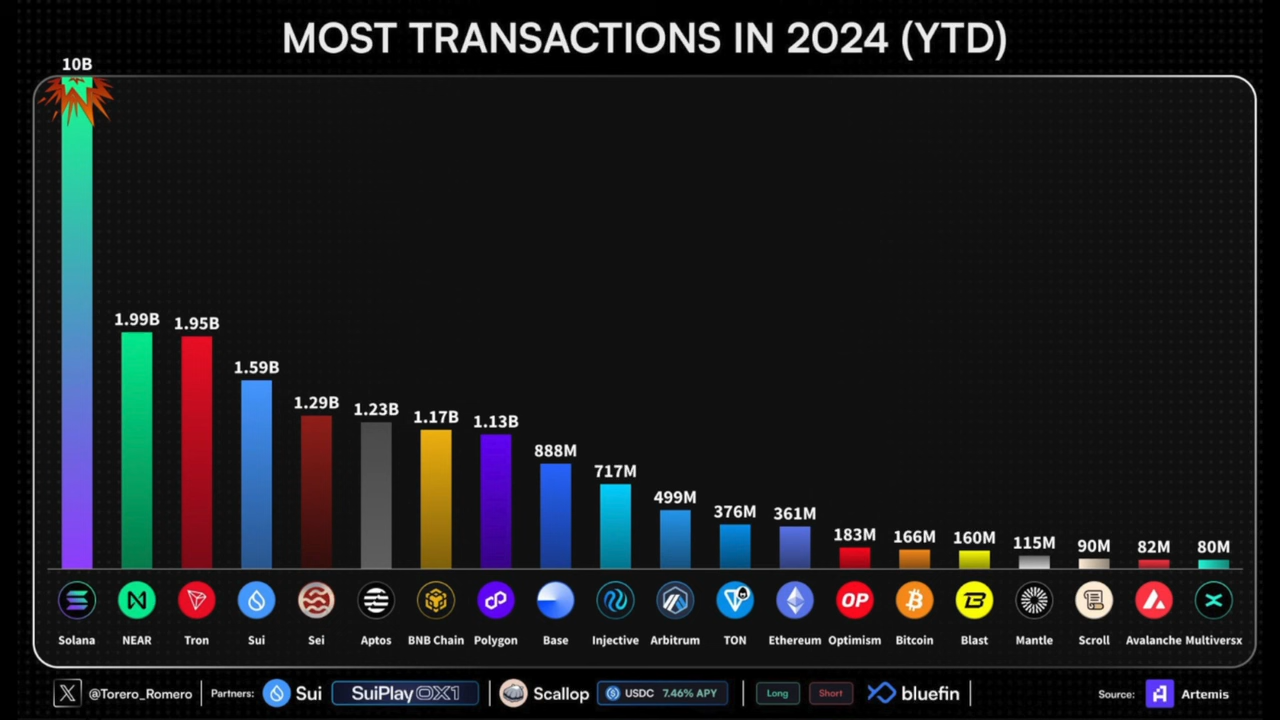 MOST TRANSACTIONS IN 2024 (YTD)
10B
1.99B
1.95B
1.59B
1.29B
1.23B
1.17B
1.13B
888M
717M
499M
376M
361M
183M
166M
160M
115M
90M
82M
80M
OP
Solana NEAR Tron Sui Sei Aptos BNB Chain Polygon Base Injective Arbitrum TON Ethereum Optimism Bitcoin Blast Mantle Scroll Avalanche Multiversx
@Torero_Romero Partners: Sui SuiPlay0X1 Scallop USDC 7.46% APY Long Short bluefin Source: Artemis